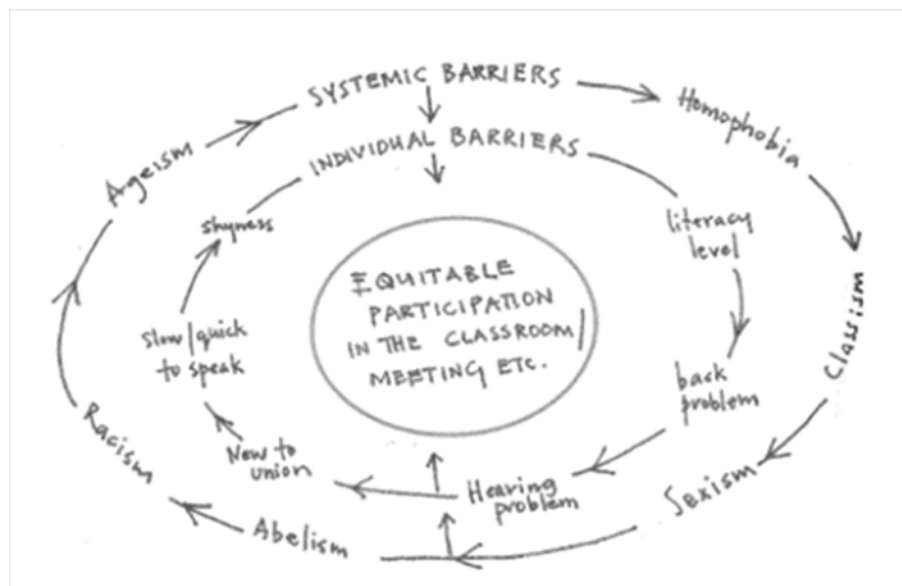 SYSTEMIC BARRIERS
Homophobia
Classism
Sexism
Abelism
Racism
Ageism
INDIVIDUAL BARRIERS
literacy
level
back
problem
Hearing
problem
New to
union
Slow/quick
to speak
shyness
EQUITABLE
PARTICIPATION
IN THE CLASSROOM/
MEETING ETC.